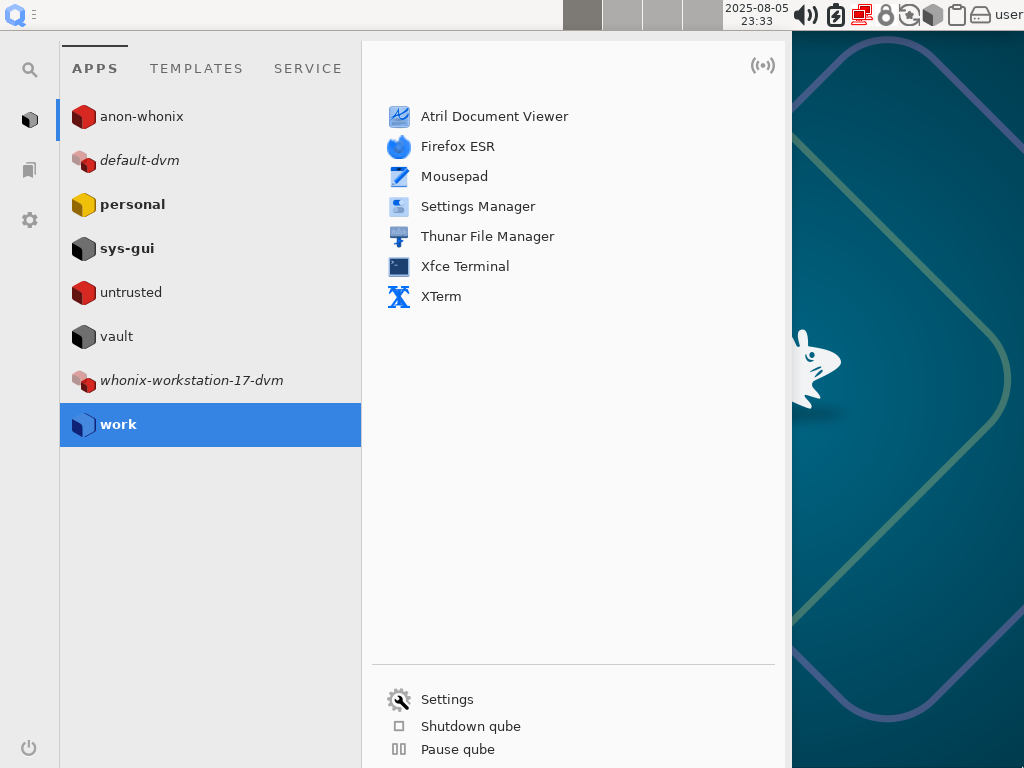 2025-08-05
23:33
user
APPS TEMPLATES SERVICE
anon-whonix
default-dvm
personal
sys-gui
untrusted
vault
whonix-workstation-17-dvm
work
Atril Document Viewer
Firefox ESR
Mousepad
Settings Manager
Thunar File Manager
Xfce Terminal
XTerm
Settings
Shutdown qube
Pause qube